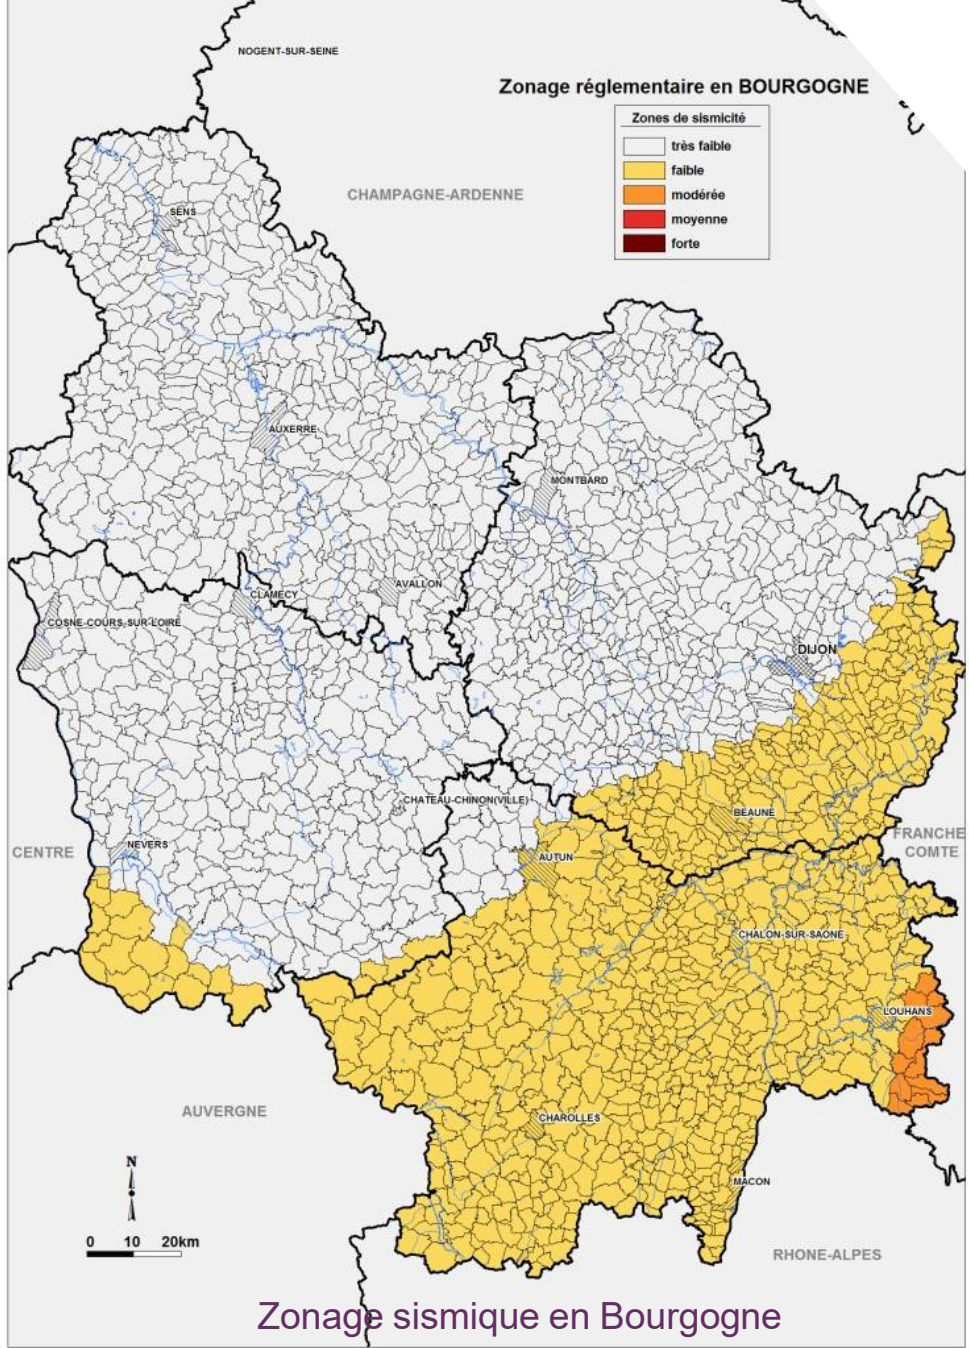 NOGENT-SUR-SEINE
Zonage réglementaire en BOURGOGNE
Zones de sismicité
très faible
faible
modérée
moyenne
forte
CHAMPAGNE-ARDENNE
SENS
AUXERRE
MONTBARD
AVALLON
CLAMECY
COSNE-COURS-SUR-LOIRE
DIJON
CHATEAU-CHINON(VILLE)
BEAUNE
FRANCHE
COMTE
CENTRE
NEVERS
AUTUN
CHALON-SUR-SAONE
LOUHANS
AUVERGNE
CHAROLLES
N
MACON
0 10 20km
RHONE-ALPES
Zonage sismique en Bourgogne